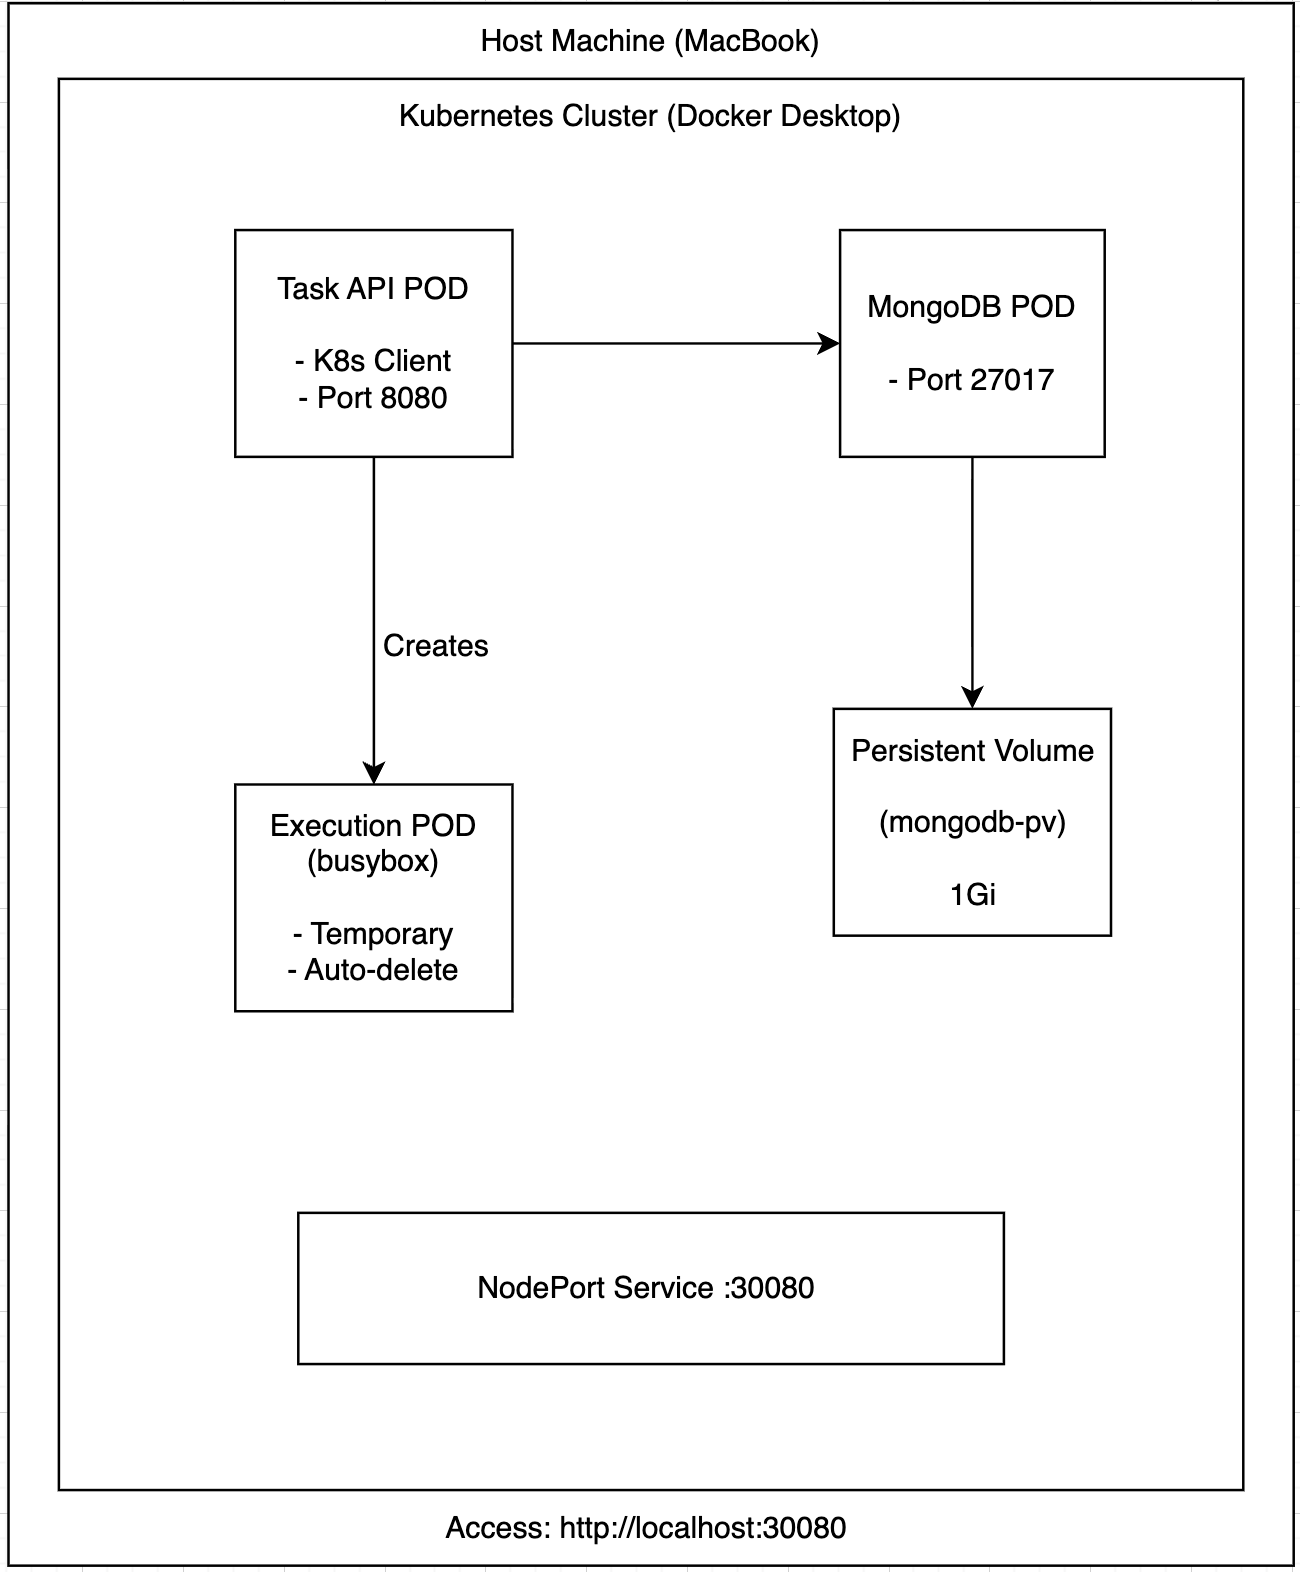 Host Machine (MacBook)
Kubernetes Cluster (Docker Desktop)
Task API POD
- K8s Client
- Port 8080
MongoDB POD
- Port 27017
Creates
Execution POD
(busybox)
- Temporary
- Auto-delete
Persistent Volume
(mongodb-pv)
1Gi
NodePort Service :30080
Access: http://localhost:30080